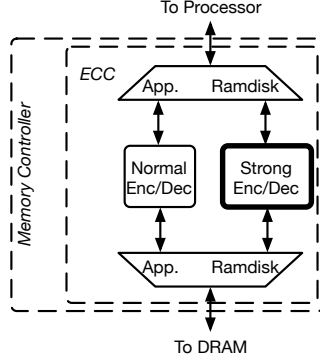 To Processor
ECC
App. Ramdisk
Memory Controller
Normal
Enc/Dec
Strong
Enc/Dec
App. Ramdisk
To DRAM